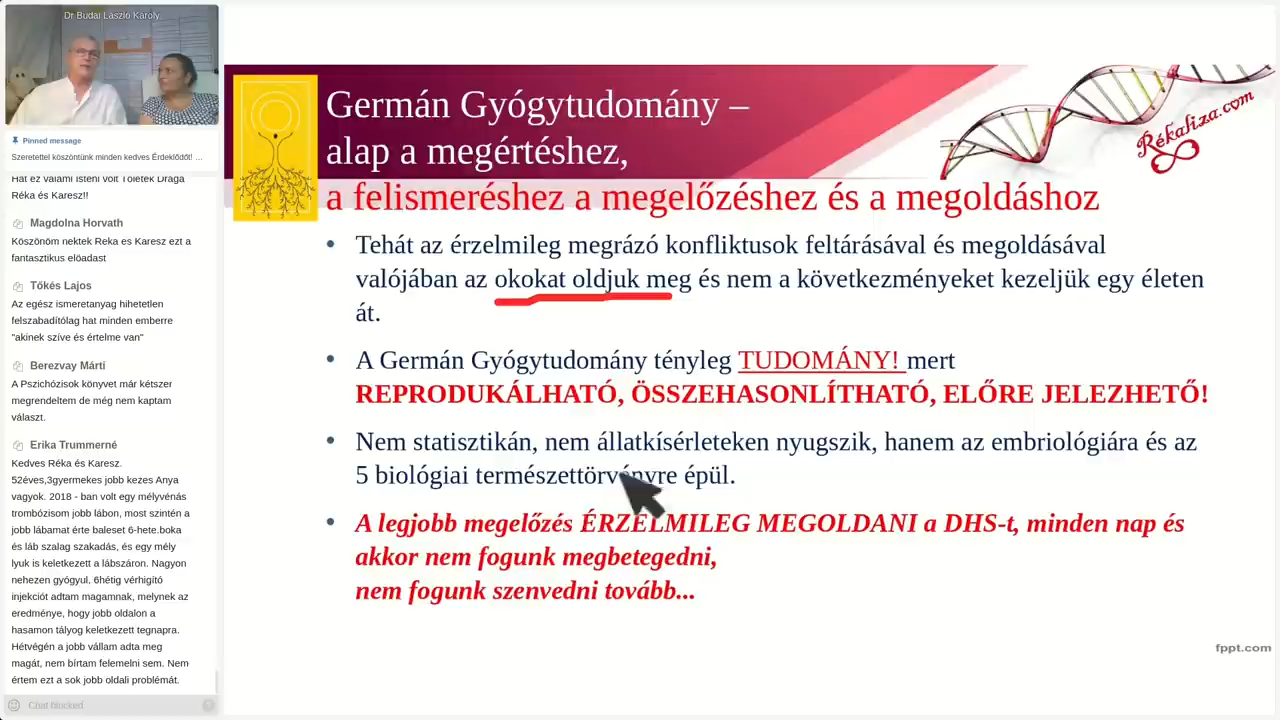 Dr Budai László Károly
Pinned message
Szeretettel köszöntünk minden kedves Érdeklődőt! ...
Hát ez valami Isteni volt Tőletek Drága
Réka és Karesz!!
Magdolna Horvath
Köszönöm nektek Reka es Karesz ezt a
fantasztikus elöadast
Tőkés Lajos
Az egész ismeretanyag hihetetlen
felszabadítólag hat minden emberre
"akinek szíve és értelme van"
Berezvay Márti
A Pszichózisok könyvet már kétszer
megrendeltem de még nem kaptam
választ.
Erika Trummerné
Kedves Réka és Karesz.
52éves,3gyermekes jobb kezes Anya
vagyok. 2018 - ban volt egy mélyvénás
trombózisom jobb lábon, most szintén a
jobb lábamat érte baleset 6-hete.boka
és láb szalag szakadás, és egy mély
lyuk is keletkezett a lábszáron. Nagyon
nehezen gyógyul, 6hétig vérhigító
injekciót adtam magamnak, melynek az
eredménye, hogy jobb oldalon a
hasamon tályog keletkezett tegnapra.
Hétvégén a jobb vállam adta meg
magát, nem bírtam felemelni sem. Nem
értem ezt a sok jobb oldali problémát.
Chat blocked
Germán Gyógytudomány –
alap a megértéshez,
a felismeréshez a megelőzéshez és a megoldáshoz
Rékaliza.com
• Tehát az érzelmileg megrázó konfliktusok feltárásával és megoldásával
valójában az okokat oldjuk meg és nem a következményeket kezeljük egy életen
át.
• A Germán Gyógytudomány tényleg TUDOMÁNY! mert
REPRODUKÁLHATÓ, ÖSSZEHASONLÍTHATÓ, ELŐRE JELEZHETŐ!
• Nem statisztikán, nem állatkísérleteken nyugszik, hanem az embriológiára és az
5 biológiai természettörvényre épül.
• A legjobb megelőzés ÉRZELMILEG MEGOLDANI a DHS-t, minden nap és
akkor nem fogunk megbetegedni,
nem fogunk szenvedni tovább...
fppt.com